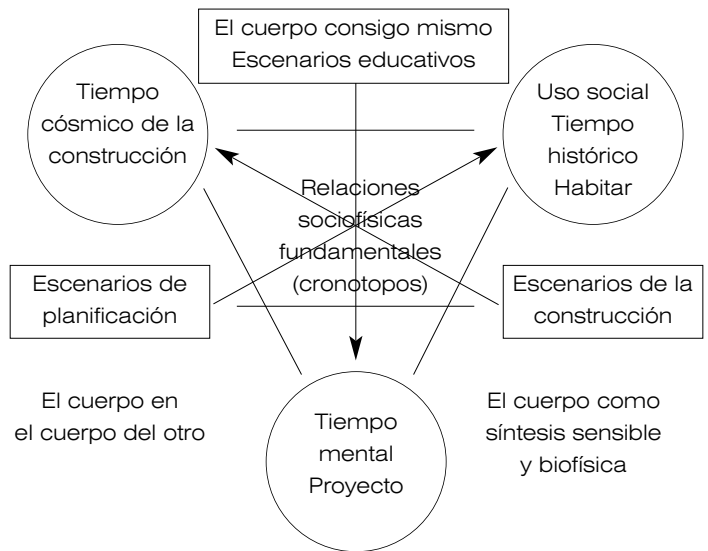 El cuerpo consigo mismo
Escenarios educativos
Tiempo
cósmico de la
construcción
Uso social
Tiempo
histórico
Habitar
Relaciones
sociofísicas
fundamentales
(cronotopos)
Escenarios de
planificación
Escenarios de la
construcción
El cuerpo en
el cuerpo del otro
Tiempo
mental
Proyecto
El cuerpo como
síntesis sensible
y biofísica